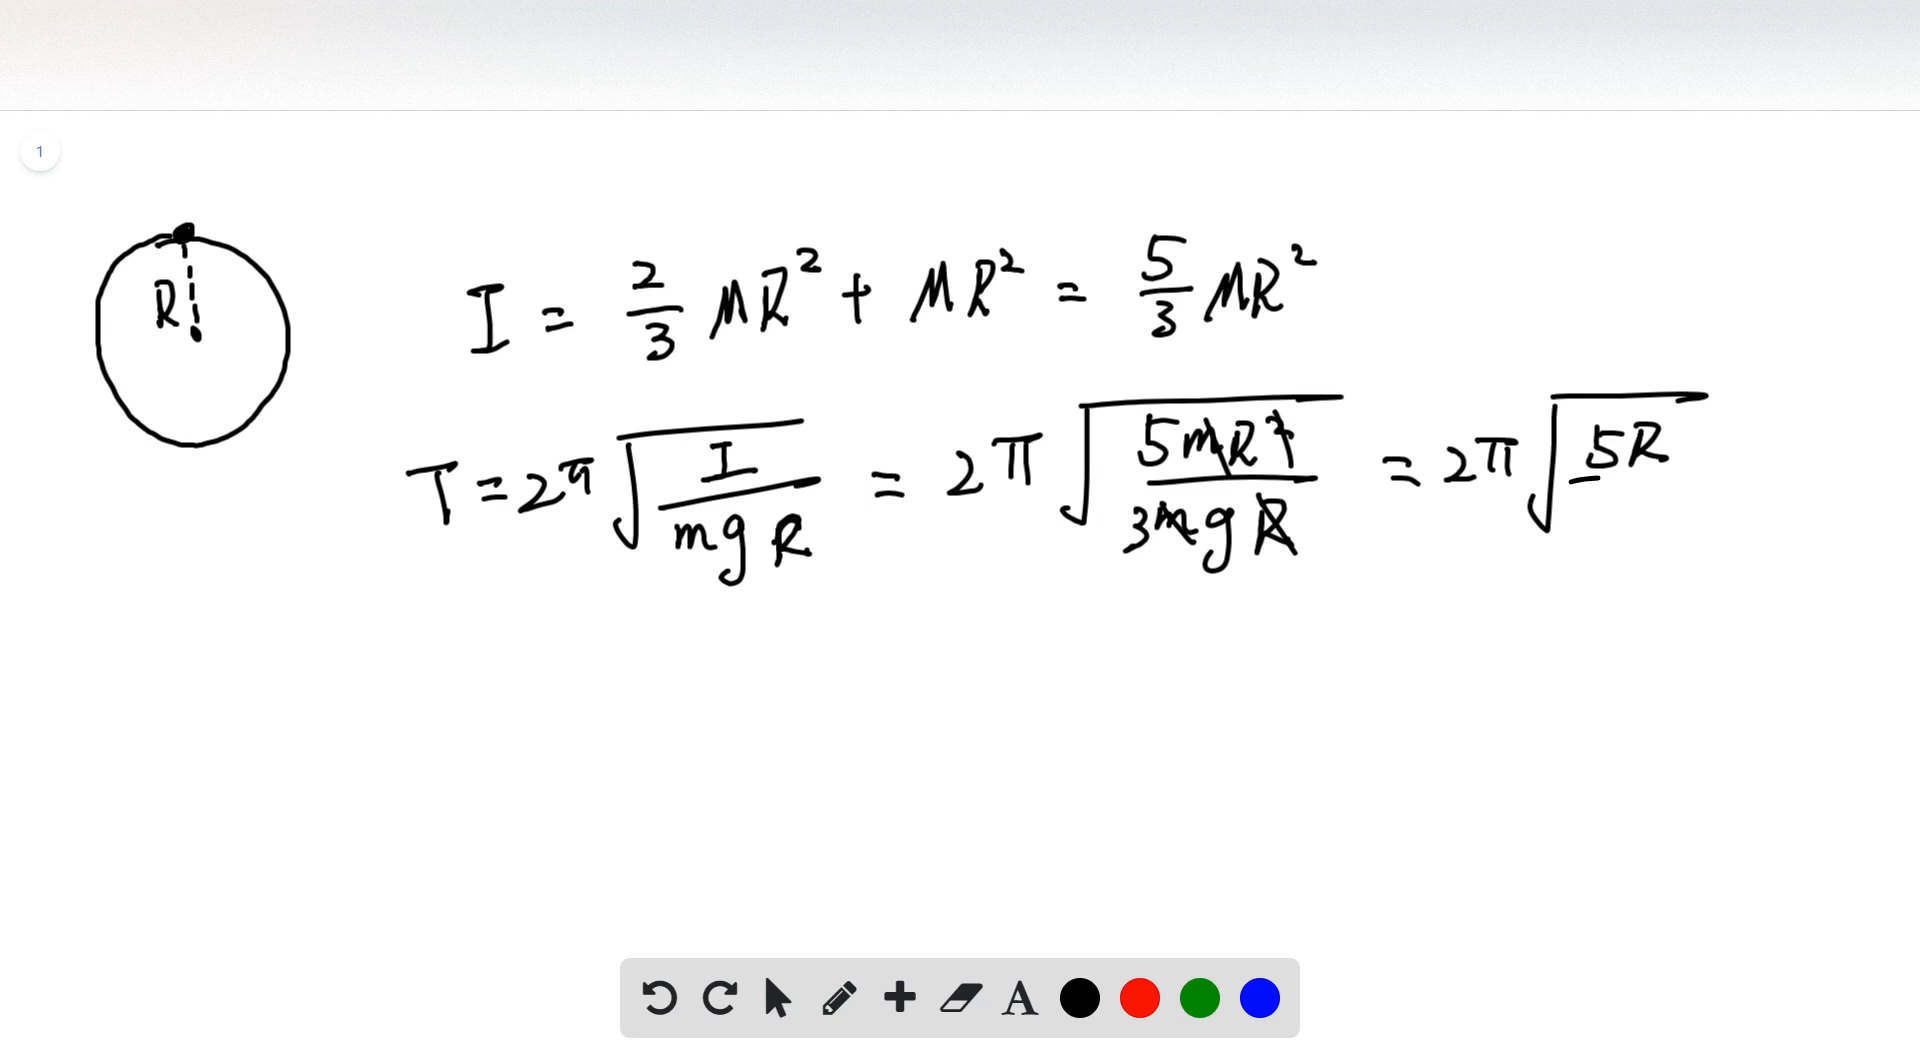 1
R
I = 2/3 MR² + MR² = 5/3 MR²
T = 2π √(I/mgR) = 2π √(5mR²/3mgR) = 2π √5R
A